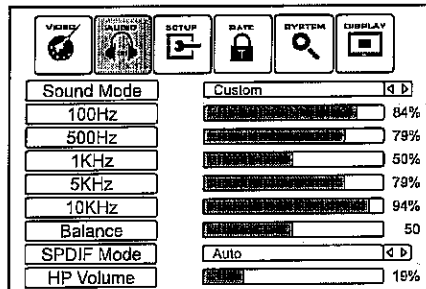 VIDEO AUDIO SETUP RATE SYSTEM DISPLAY
Sound Mode Custom
100Hz 84%
500Hz 79%
1KHz 50%
5KHz 79%
10KHz 94%
Balance 50
SPDIF Mode Auto
HP Volume 19%